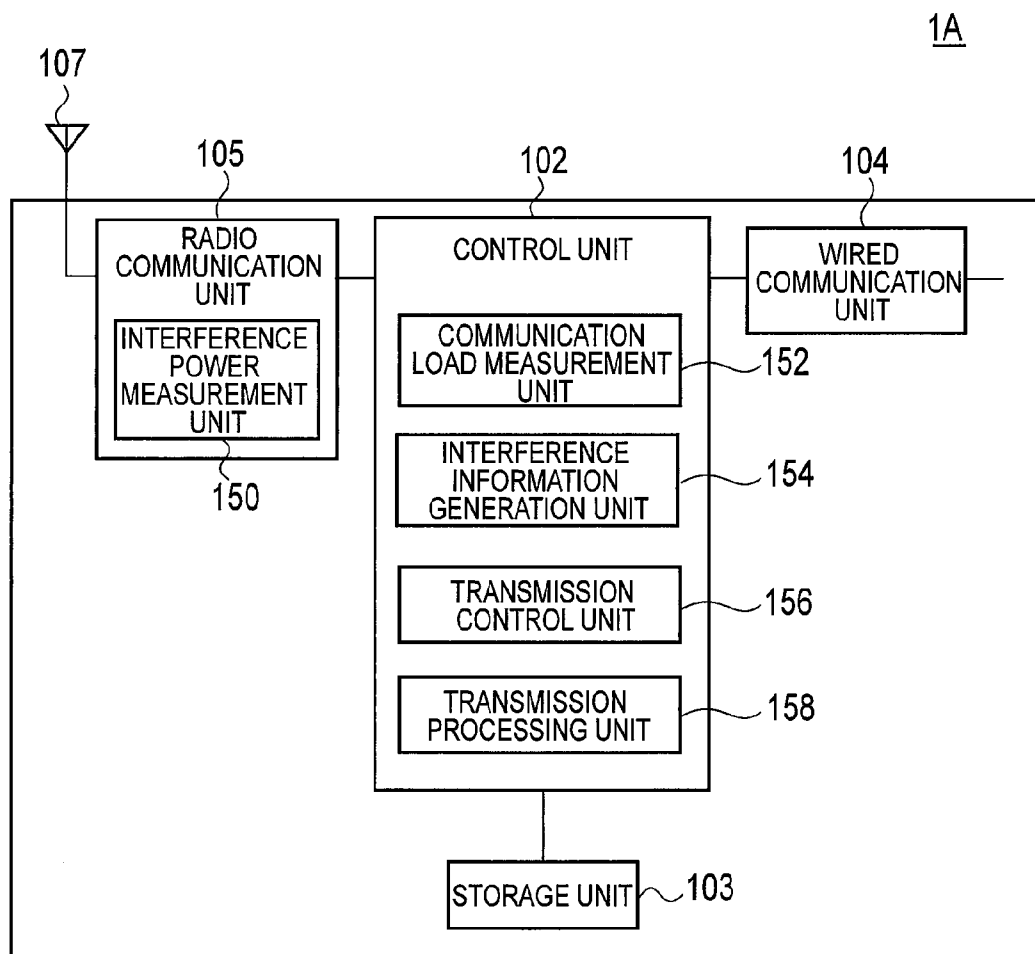 1A
107
105
102
104
RADIO
COMMUNICATION
UNIT
INTERFERENCE
POWER
MEASUREMENT
UNIT
150
CONTROL UNIT
COMMUNICATION
LOAD MEASUREMENT
UNIT
152
INTERFERENCE
INFORMATION
GENERATION UNIT
154
TRANSMISSION
CONTROL UNIT
156
TRANSMISSION
PROCESSING UNIT
158
WIRED
COMMUNICATION
UNIT
STORAGE UNIT
103